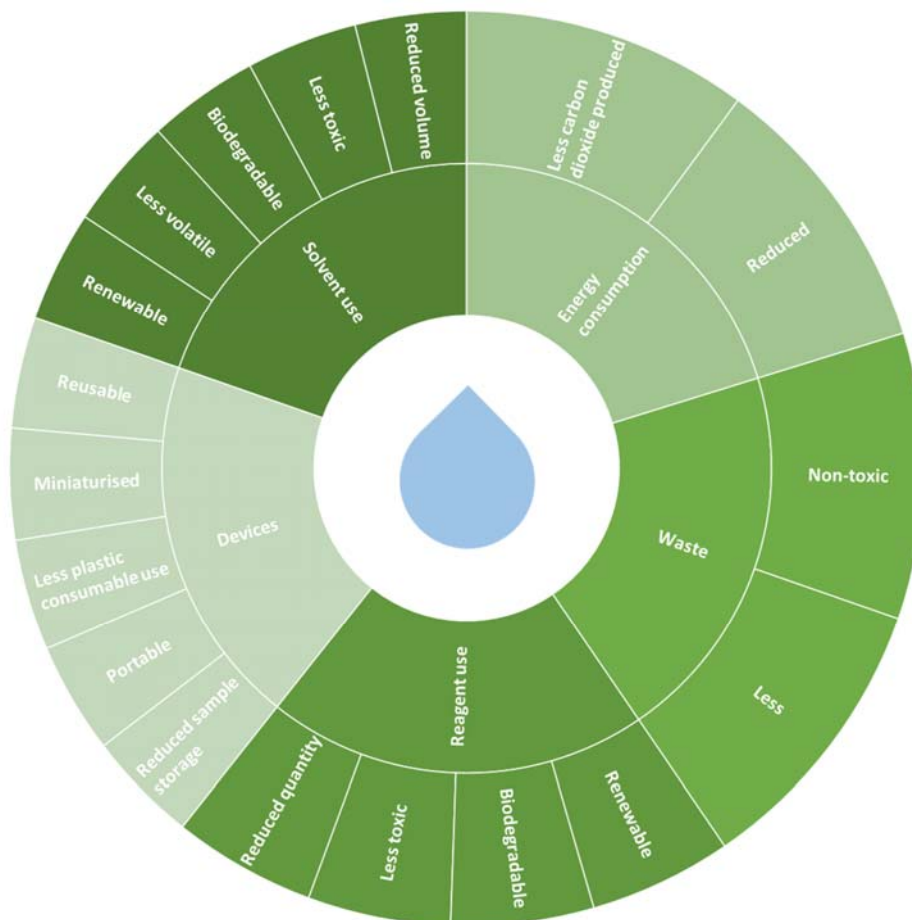 Less carbon
dioxide produced
Reduced
Energy
consumption
Non-toxic
Less
Waste
Renewable
Biodegradable
Less toxic
Reduced quantity
Reagent use
Reduced sample
storage
Portable
Less plastic
consumable use
Miniaturised
Reusable
Devices
Renewable
Less volatile
Biodegradable
Less toxic
Reduced volume
Solvent use